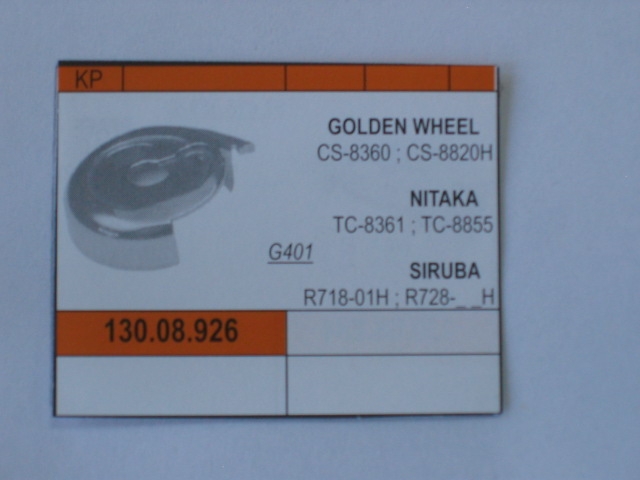 KP
GOLDEN WHEEL
CS-8360 ; CS-8820H
NITAKA
TC-8361 ; TC-8855
G401
SIRUBA
R718-01H ; R728-_ _H
130.08.926